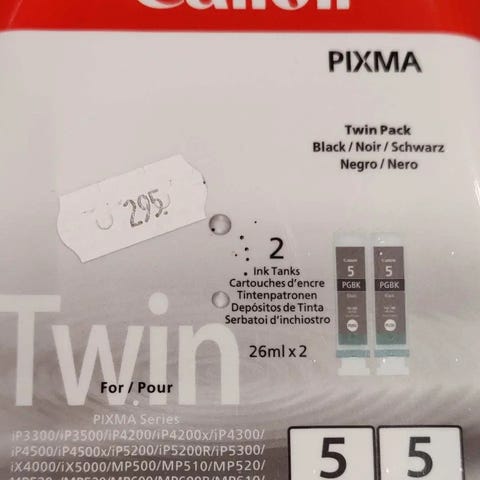 Canon
PIXMA
Twin Pack
Black / Noir / Schwarz
Negro / Nero
295
2
Ink Tanks
Cartouches d'encre
Tintenpatronen
Depósitos de Tinta
Serbatoi d'inchiostro
26ml x 2
Canon Canon
5 5
PGBK PGBK
Twin
For / Pour
PIXMA Series
iP3300/iP3500/iP4200/iP4200x/iP4300/
iP4500/iP4500x/iP5200/iP5200R/iP5300/
iX4000/iX5000/MP500/MP510/MP520/
5 5